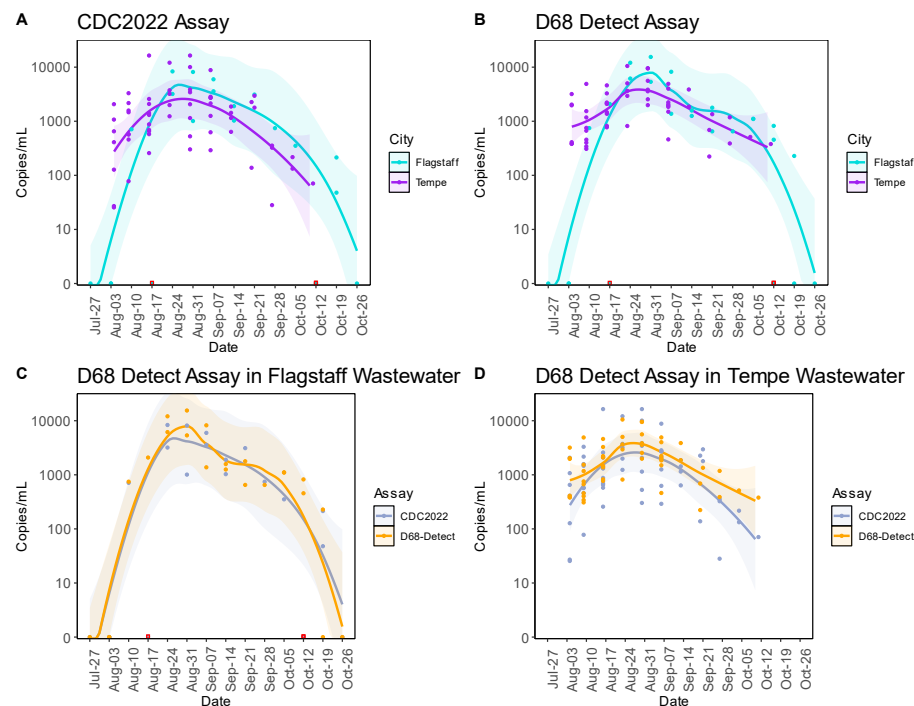 A CDC2022 Assay
Copies/mL
10000
1000
100
10
0
Jul-27
Aug-03
Aug-10
Aug-17
Aug-24
Aug-31
Sep-07
Sep-14
Sep-21
Sep-28
Oct-05
Oct-12
Oct-19
Oct-26
Date
City
Flagstaff
Tempe
B D68 Detect Assay
Copies/mL
10000
1000
100
10
0
Jul-27
Aug-03
Aug-10
Aug-17
Aug-24
Aug-31
Sep-07
Sep-14
Sep-21
Sep-28
Oct-05
Oct-12
Oct-19
Oct-26
Date
City
Flagstaff
Tempe
C D68 Detect Assay in Flagstaff Wastewater
Copies/mL
10000
1000
100
10
0
Jul-27
Aug-03
Aug-10
Aug-17
Aug-24
Aug-31
Sep-07
Sep-14
Sep-21
Sep-28
Oct-05
Oct-12
Oct-19
Oct-26
Date
Assay
CDC2022
D68-Detect
D D68 Detect Assay in Tempe Wastewater
Copies/mL
10000
1000
100
10
0
Jul-27
Aug-03
Aug-10
Aug-17
Aug-24
Aug-31
Sep-07
Sep-14
Sep-21
Sep-28
Oct-05
Oct-12
Oct-19
Oct-26
Date
Assay
CDC2022
D68-Detect